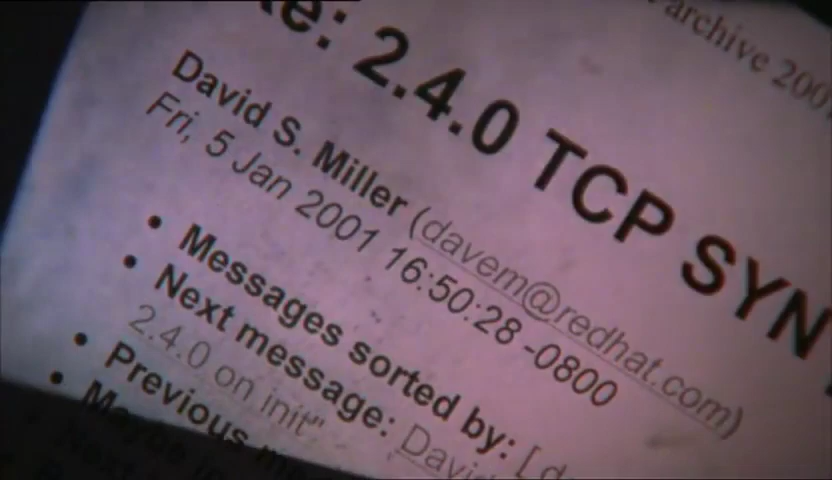 archive 200
Re: 2.4.0 TCP SYN
David S. Miller (davem@redhat.com)
Fri, 5 Jan 2001 16:50:28 -0800
• Messages sorted by: [
• Next message: David
2.4.0 on init"
• Previous